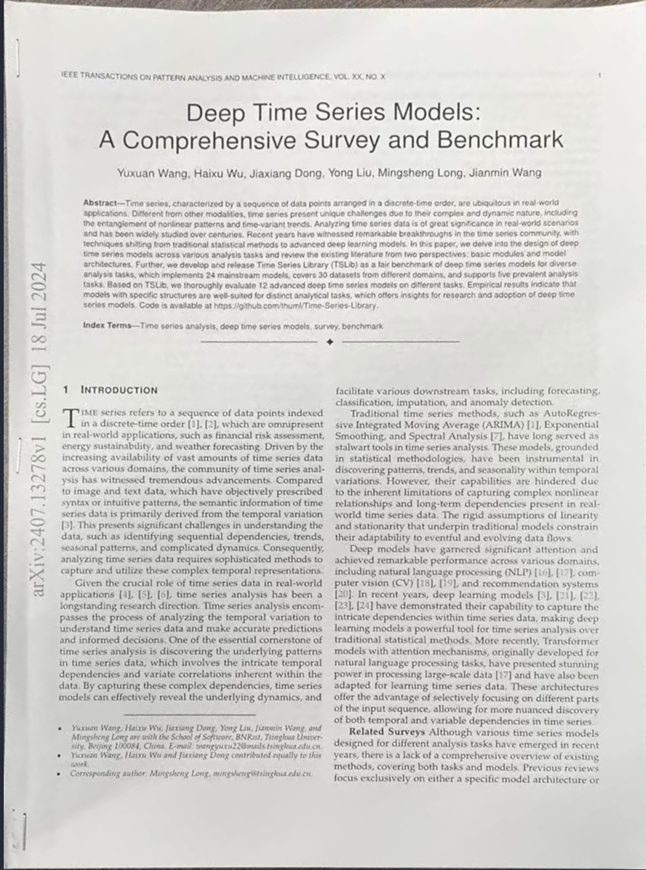 IEEE TRANSACTIONS ON PATTERN ANALYSIS AND MACHINE INTELLIGENCE, VOL. XX, NO. X
1
Deep Time Series Models:
A Comprehensive Survey and Benchmark
Yuxuan Wang, Haixu Wu, Jiaxiang Dong, Yong Liu, Mingsheng Long, Jianmin Wang
Abstract—Time series, characterized by a sequence of data points arranged in a discrete-time order, are ubiquitous in real-world
applications. Different from other modalities, time series present unique challenges due to their complex and dynamic nature, including
the entanglement of nonlinear patterns and time-variant trends. Analyzing time series data is of great significance in real-world scenarios
and has been widely studied over centuries. Recent years have witnessed remarkable breakthroughs in the time series community, with
techniques shifting from traditional statistical methods to advanced deep learning models. In this paper, we delve into the design of deep
time series models across various analysis tasks and review the existing literature from two perspectives: basic modules and model
architectures. Further, we develop and release Time Series Library (TSLib) as a fair benchmark of deep time series models for diverse
analysis tasks, which implements 24 mainstream models, covers 30 datasets from different domains, and supports five prevalent analysis
tasks. Based on TSLib, we thoroughly evaluate 12 advanced deep time series models on different tasks. Empirical results indicate that
models with specific structures are well-suited for distinct analytical tasks, which offers insights for research and adoption of deep time
series models. Code is available at https://github.com/thuml/Time-Series-Library.
Index Terms—Time series analysis, deep time series models, survey, benchmark
arXiv:2407.13278v1 [cs.LG] 18 Jul 2024
1 INTRODUCTION
TIME series refers to a sequence of data points indexed
in a discrete-time order [1], [2], which are omnipresent
in real-world applications, such as financial risk assessment,
energy sustainability, and weather forecasting. Driven by the
increasing availability of vast amounts of time series data
across various domains, the community of time series anal-
ysis has witnessed tremendous advancements. Compared
to image and text data, which have objectively prescribed
syntax or intuitive patterns, the semantic information of time
series data is primarily derived from the temporal variation
[3]. This presents significant challenges in understanding the
data, such as identifying sequential dependencies, trends,
seasonal patterns, and complicated dynamics. Consequently,
analyzing time series data requires sophisticated methods to
capture and utilize these complex temporal representations.
Given the crucial role of time series data in real-world
applications [4], [5], [6], time series analysis has been a
longstanding research direction. Time series analysis encom-
passes the process of analyzing the temporal variation to
understand time series data and make accurate predictions
and informed decisions. One of the essential cornerstone of
time series analysis is discovering the underlying patterns
in time series data, which involves the intricate temporal
dependencies and variate correlations inherent within the
data. By capturing these complex dependencies, time series
models can effectively reveal the underlying dynamics, and
• Yuxuan Wang, Haixu Wu, Jiaxiang Dong, Yong Liu, Jianmin Wang, and
Mingsheng Long are with the School of Software, BNRist, Tsinghua Univer-
sity, Beijing 100084, China. E-mail: wangyuxu22@mails.tsinghua.edu.cn.
• Yuxuan Wang, Haixu Wu and Jiaxiang Dong contributed equally to this
work.
• Corresponding author: Mingsheng Long, mingsheng@tsinghua.edu.cn.
facilitate various downstream tasks, including forecasting,
classification, imputation, and anomaly detection.
Traditional time series methods, such as AutoRegres-
sive Integrated Moving Average (ARIMA) [1], Exponential
Smoothing, and Spectral Analysis [7], have long served as
stalwart tools in time series analysis. These models, grounded
in statistical methodologies, have been instrumental in
discovering patterns, trends, and seasonality within temporal
variations. However, their capabilities are hindered due
to the inherent limitations of capturing complex nonlinear
relationships and long-term dependencies present in real-
world time series data. The rigid assumptions of linearity
and stationarity that underpin traditional models constrain
their adaptability to eventful and evolving data flows.
Deep models have garnered significant attention and
achieved remarkable performance across various domains,
including natural language processing (NLP) [16], [17], com-
puter vision (CV) [18], [19], and recommendation systems
[20]. In recent years, deep learning models [3], [21], [22],
[23], [24] have demonstrated their capability to capture the
intricate dependencies within time series data, making deep
learning models a powerful tool for time series analysis over
traditional statistical methods. More recently, Transformer
models with attention mechanisms, originally developed for
natural language processing tasks, have presented stunning
power in processing large-scale data [17] and have also been
adapted for learning time series data. These architectures
offer the advantage of selectively focusing on different parts
of the input sequence, allowing for more nuanced discovery
of both temporal and variable dependencies in time series.
Related Surveys Although various time series models
designed for different analysis tasks have emerged in recent
years, there is a lack of a comprehensive overview of existing
methods, covering both tasks and models. Previous reviews
focus exclusively on either a specific model architecture or